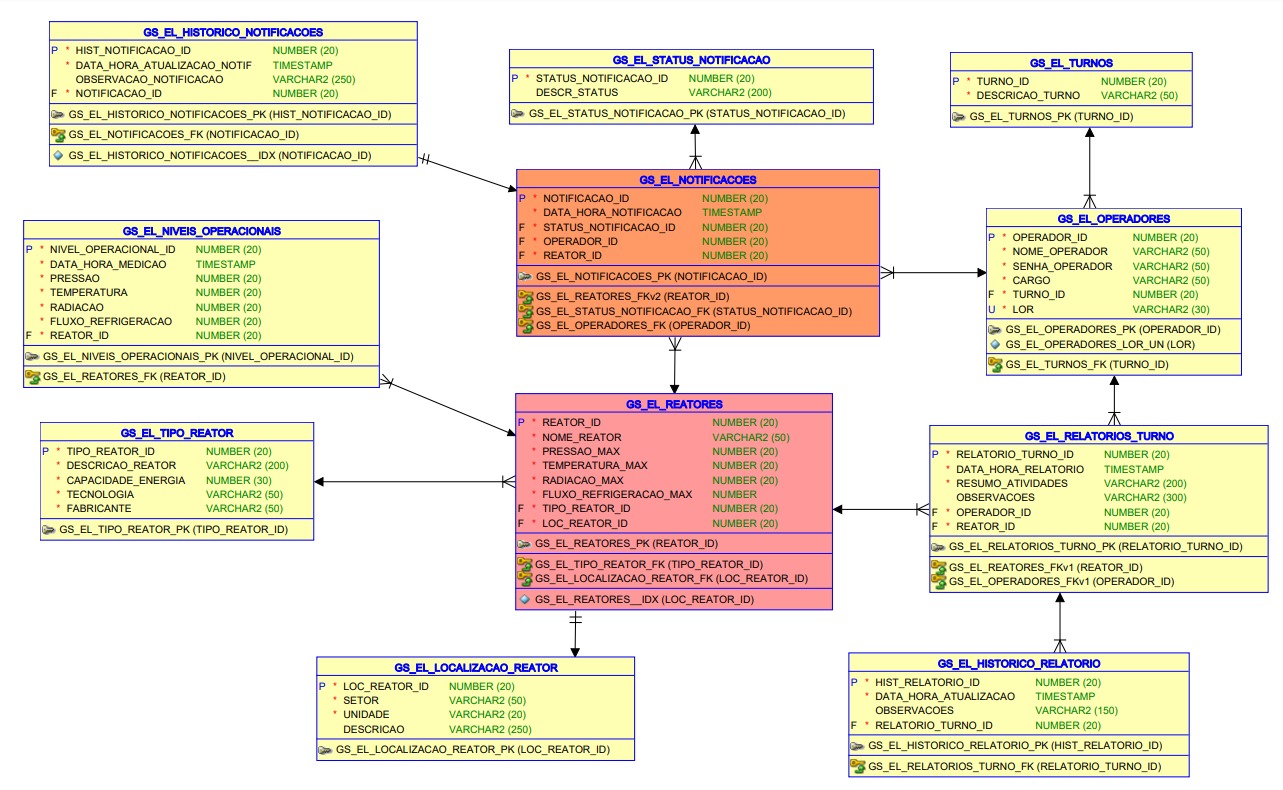 GS_EL_HISTORICO_NOTIFICACOES
P * HIST_NOTIFICACAO_ID NUMBER (20)
* DATA_HORA_ATUALIZACAO_NOTIF TIMESTAMP
OBSERVACAO_NOTIFICACAO VARCHAR2 (250)
F * NOTIFICACAO_ID NUMBER (20)
GS_EL_HISTORICO_NOTIFICACOES_PK (HIST_NOTIFICACAO_ID)
GS_EL_NOTIFICACOES_FK (NOTIFICACAO_ID)
GS_EL_HISTORICO_NOTIFICACOES__IDX (NOTIFICACAO_ID)
GS_EL_STATUS_NOTIFICACAO
P * STATUS_NOTIFICACAO_ID NUMBER (20)
DESCR_STATUS VARCHAR2 (200)
GS_EL_STATUS_NOTIFICACAO_PK (STATUS_NOTIFICACAO_ID)
GS_EL_TURNOS
P * TURNO_ID NUMBER (20)
* DESCRICAO_TURNO VARCHAR2 (50)
GS_EL_TURNOS_PK (TURNO_ID)
GS_EL_NOTIFICACOES
P * NOTIFICACAO_ID NUMBER (20)
* DATA_HORA_NOTIFICACAO TIMESTAMP
F * STATUS_NOTIFICACAO_ID NUMBER (20)
F * OPERADOR_ID NUMBER (20)
F * REATOR_ID NUMBER (20)
GS_EL_NOTIFICACOES_PK (NOTIFICACAO_ID)
GS_EL_REATORES_FKv2 (REATOR_ID)
GS_EL_STATUS_NOTIFICACAO_FK (STATUS_NOTIFICACAO_ID)
GS_EL_OPERADORES_FK (OPERADOR_ID)
GS_EL_OPERADORES
P * OPERADOR_ID NUMBER (20)
* NOME_OPERADOR VARCHAR2 (50)
* SENHA_OPERADOR VARCHAR2 (50)
* CARGO VARCHAR2 (50)
F * TURNO_ID NUMBER (20)
U * LOR VARCHAR2 (30)
GS_EL_OPERADORES_PK (OPERADOR_ID)
GS_EL_OPERADORES_LOR_UN (LOR)
GS_EL_TURNOS_FK (TURNO_ID)
GS_EL_NIVEIS_OPERACIONAIS
P * NIVEL_OPERACIONAL_ID NUMBER (20)
* DATA_HORA_MEDICAO TIMESTAMP
* PRESSAO NUMBER (20)
* TEMPERATURA NUMBER (20)
* RADIACAO NUMBER (20)
* FLUXO_REFRIGERACAO NUMBER (20)
F * REATOR_ID NUMBER (20)
GS_EL_NIVEIS_OPERACIONAIS_PK (NIVEL_OPERACIONAL_ID)
GS_EL_REATORES_FK (REATOR_ID)
GS_EL_TIPO_REATOR
P * TIPO_REATOR_ID NUMBER (20)
* DESCRICAO_REATOR VARCHAR2 (200)
* CAPACIDADE_ENERGIA NUMBER (30)
* TECNOLOGIA VARCHAR2 (50)
* FABRICANTE VARCHAR2 (50)
GS_EL_TIPO_REATOR_PK (TIPO_REATOR_ID)
GS_EL_REATORES
P * REATOR_ID NUMBER (20)
* NOME_REATOR VARCHAR2 (50)
* PRESSAO_MAX NUMBER (20)
* TEMPERATURA_MAX NUMBER (20)
* RADIACAO_MAX NUMBER (20)
* FLUXO_REFRIGERACAO_MAX NUMBER
F * TIPO_REATOR_ID NUMBER (20)
F * LOC_REATOR_ID NUMBER (20)
GS_EL_REATORES_PK (REATOR_ID)
GS_EL_TIPO_REATOR_FK (TIPO_REATOR_ID)
GS_EL_LOCALIZACAO_REATOR_FK (LOC_REATOR_ID)
GS_EL_REATORES__IDX (LOC_REATOR_ID)
GS_EL_RELATORIOS_TURNO
P * RELATORIO_TURNO_ID NUMBER (20)
* DATA_HORA_RELATORIO TIMESTAMP
* RESUMO_ATIVIDADES VARCHAR2 (200)
OBSERVACOES VARCHAR2 (300)
F * OPERADOR_ID NUMBER (20)
F * REATOR_ID NUMBER (20)
GS_EL_RELATORIOS_TURNO_PK (RELATORIO_TURNO_ID)
GS_EL_REATORES_FKv1 (REATOR_ID)
GS_EL_OPERADORES_FKv1 (OPERADOR_ID)
GS_EL_LOCALIZACAO_REATOR
P * LOC_REATOR_ID NUMBER (20)
* SETOR VARCHAR2 (50)
* UNIDADE VARCHAR2 (20)
DESCRICAO VARCHAR2 (250)
GS_EL_LOCALIZACAO_REATOR_PK (LOC_REATOR_ID)
GS_EL_HISTORICO_RELATORIO
P * HIST_RELATORIO_ID NUMBER (20)
* DATA_HORA_ATUALIZACAO TIMESTAMP
OBSERVACOES VARCHAR2 (150)
F * RELATORIO_TURNO_ID NUMBER (20)
GS_EL_HISTORICO_RELATORIO_PK (HIST_RELATORIO_ID)
GS_EL_RELATORIOS_TURNO_FK (RELATORIO_TURNO_ID)